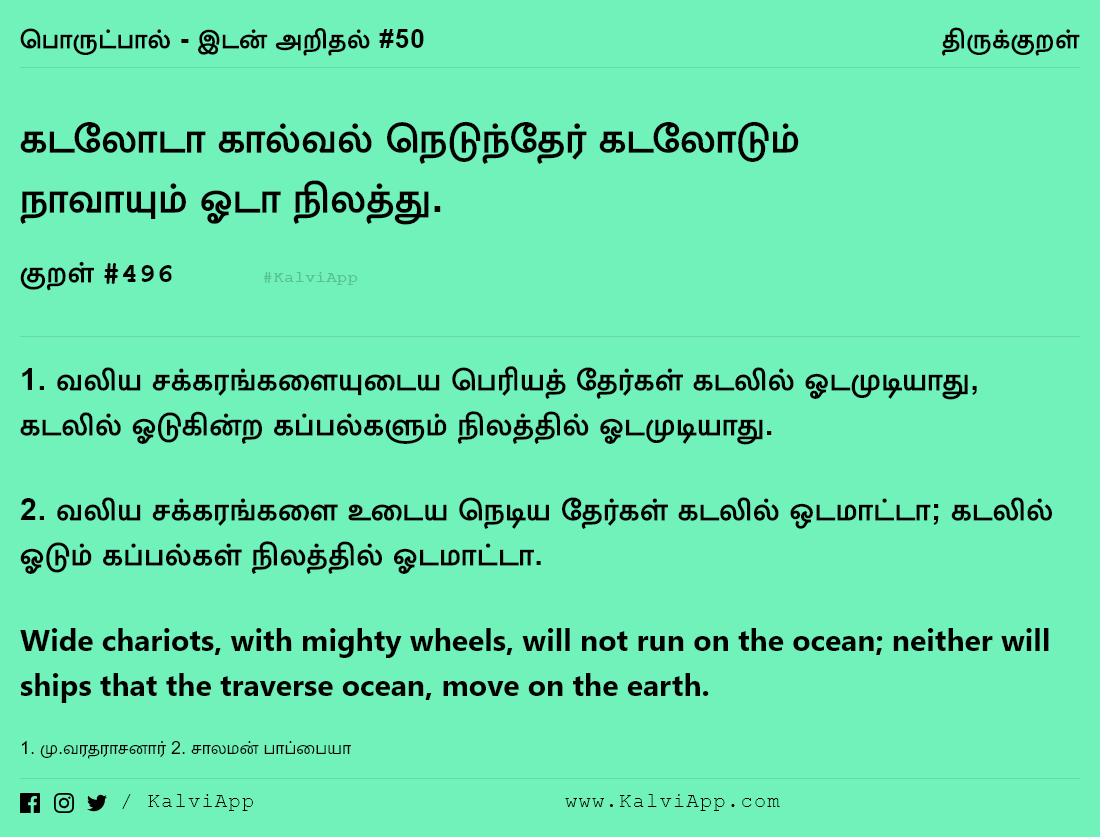 பொருட்பால் - இடன் அறிதல் #50 திருக்குறள்
கடலோடா கால்வல் நெடுந்தேர் கடலோடும்
நாவாயும் ஓடா நிலத்து.
குறள் #496 #KalviApp
1. வலிய சக்கரங்களையுடைய பெரியத் தேர்கள் கடலில் ஓடமுடியாது,
கடலில் ஓடுகின்ற கப்பல்களும் நிலத்தில் ஓடமுடியாது.
2. வலிய சக்கரங்களை உடைய நெடிய தேர்கள் கடலில் ஒடமாட்டா; கடலில்
ஓடும் கப்பல்கள் நிலத்தில் ஓடமாட்டா.
Wide chariots, with mighty wheels, will not run on the ocean; neither will
ships that the traverse ocean, move on the earth.
1. மு.வரதராசனார் 2. சாலமன் பாப்பையா
/ KalviApp www.KalviApp.com